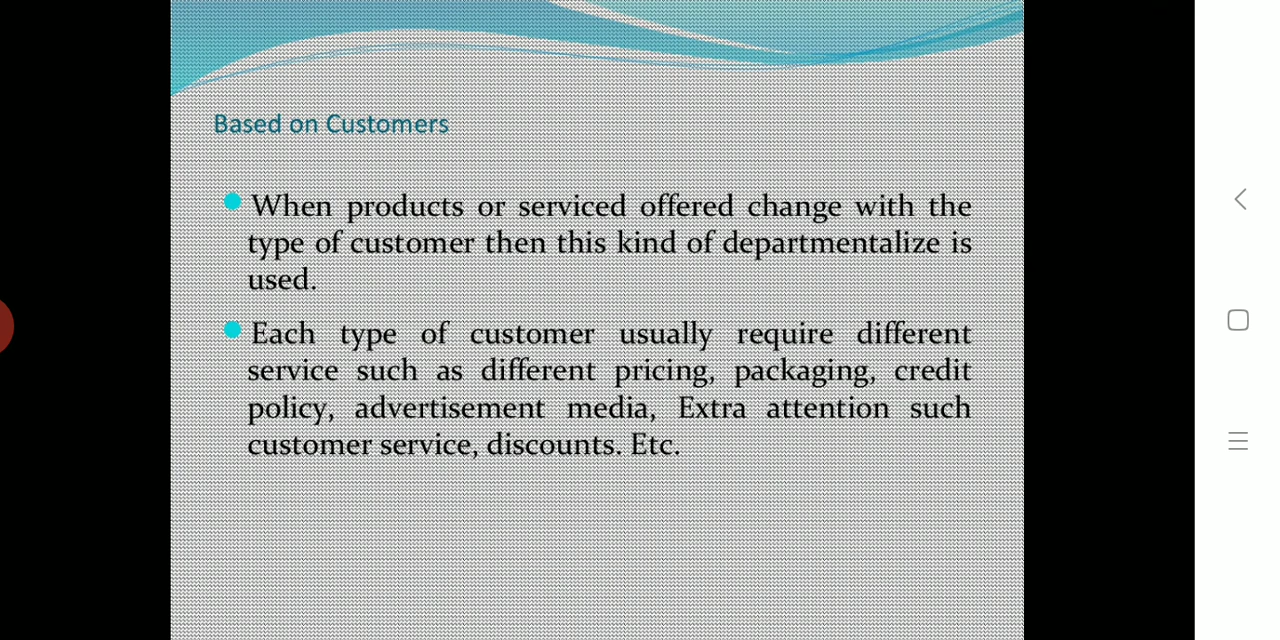 Based on Customers
When products or serviced offered change with the
type of customer then this kind of departmentalize is
used.
Each type of customer usually require different
service such as different pricing, packaging, credit
policy, advertisement media, Extra attention such
customer service, discounts. Etc.